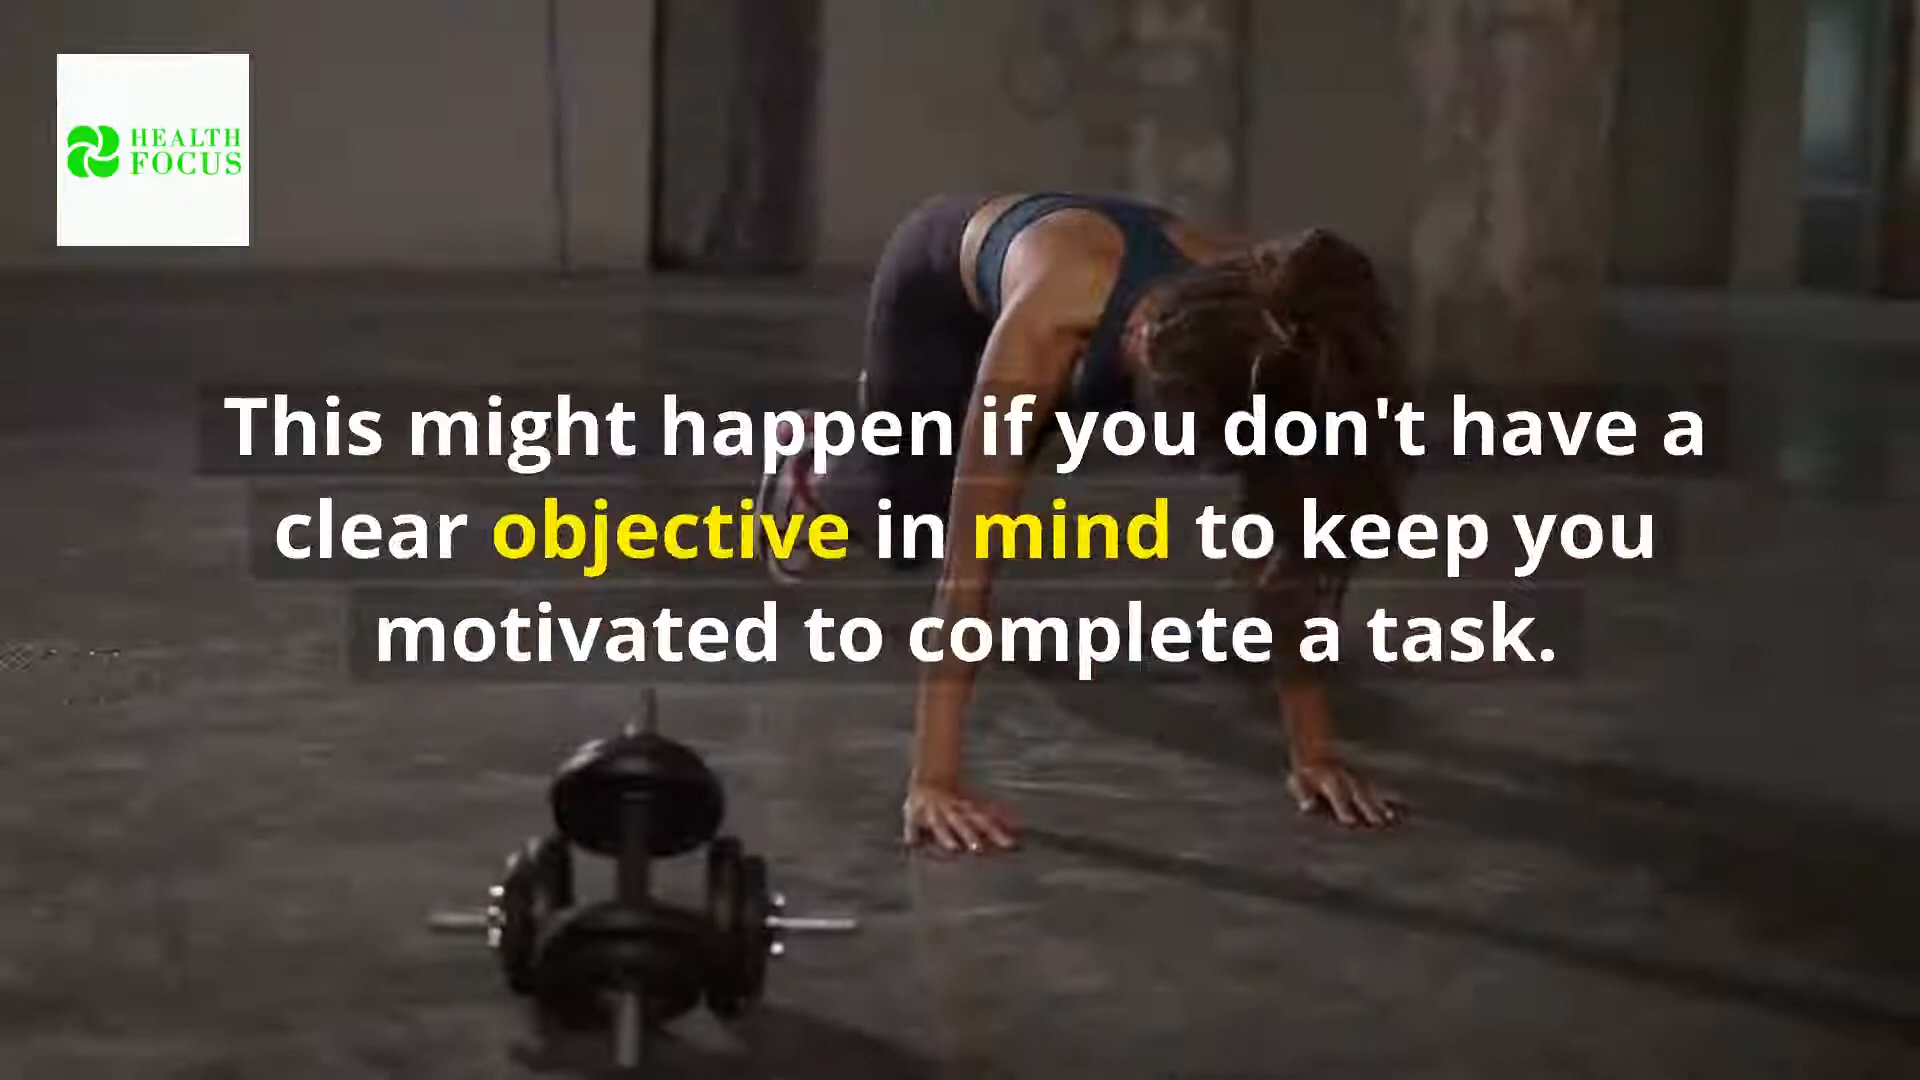 HEALTH
FOCUS
This might happen if you don't have a
clear objective in mind to keep you
motivated to complete a task.